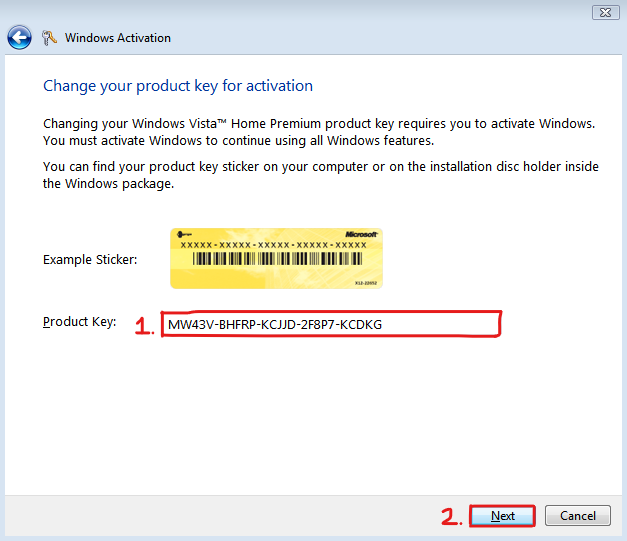 Windows Activation
Change your product key for activation
Changing your Windows Vista™ Home Premium product key requires you to activate Windows.
You must activate Windows to continue using all Windows features.
You can find your product key sticker on your computer or on the installation disc holder inside
the Windows package.
Microsoft®
XXXXX-XXXXX-XXXXX-XXXXX-XXXXX
Example Sticker:
X12-23852
Product Key: 1. MW43V-BHFRP-KCJJD-2F8P7-KCDKG
2. Next Cancel